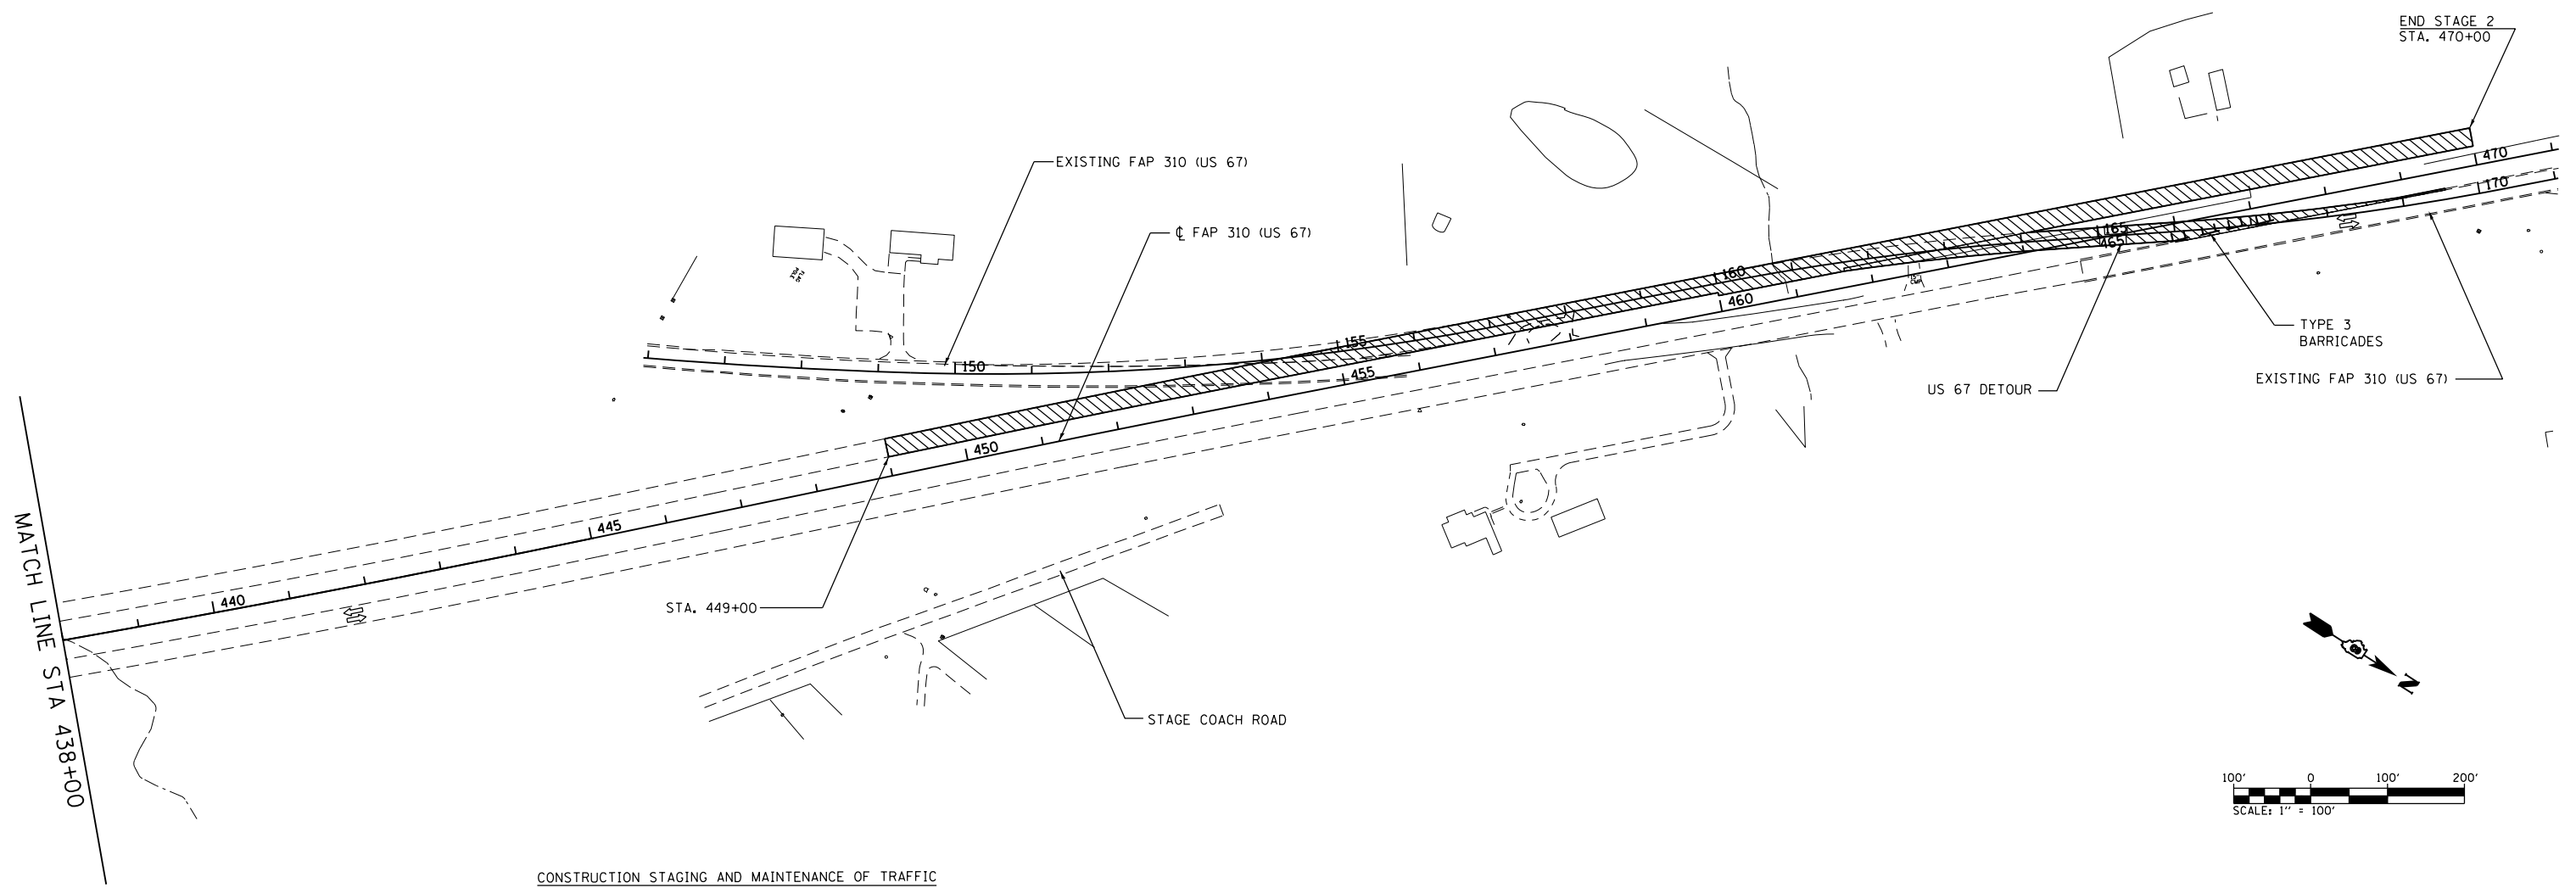 END STAGE 2
STA. 470+00
EXISTING FAP 310 (US 67)
℄ FAP 310 (US 67)
FLAG
POLE
470
170
165
465
160
460
155
455
150
450
445
440
TYPE 3
BARRICADES
EXISTING FAP 310 (US 67)
US 67 DETOUR
STA. 449+00
MATCH LINE STA 438+00
STAGE COACH ROAD
N
100' 0 100' 200'
SCALE: 1" = 100'
CONSTRUCTION STAGING AND MAINTENANCE OF TRAFFIC